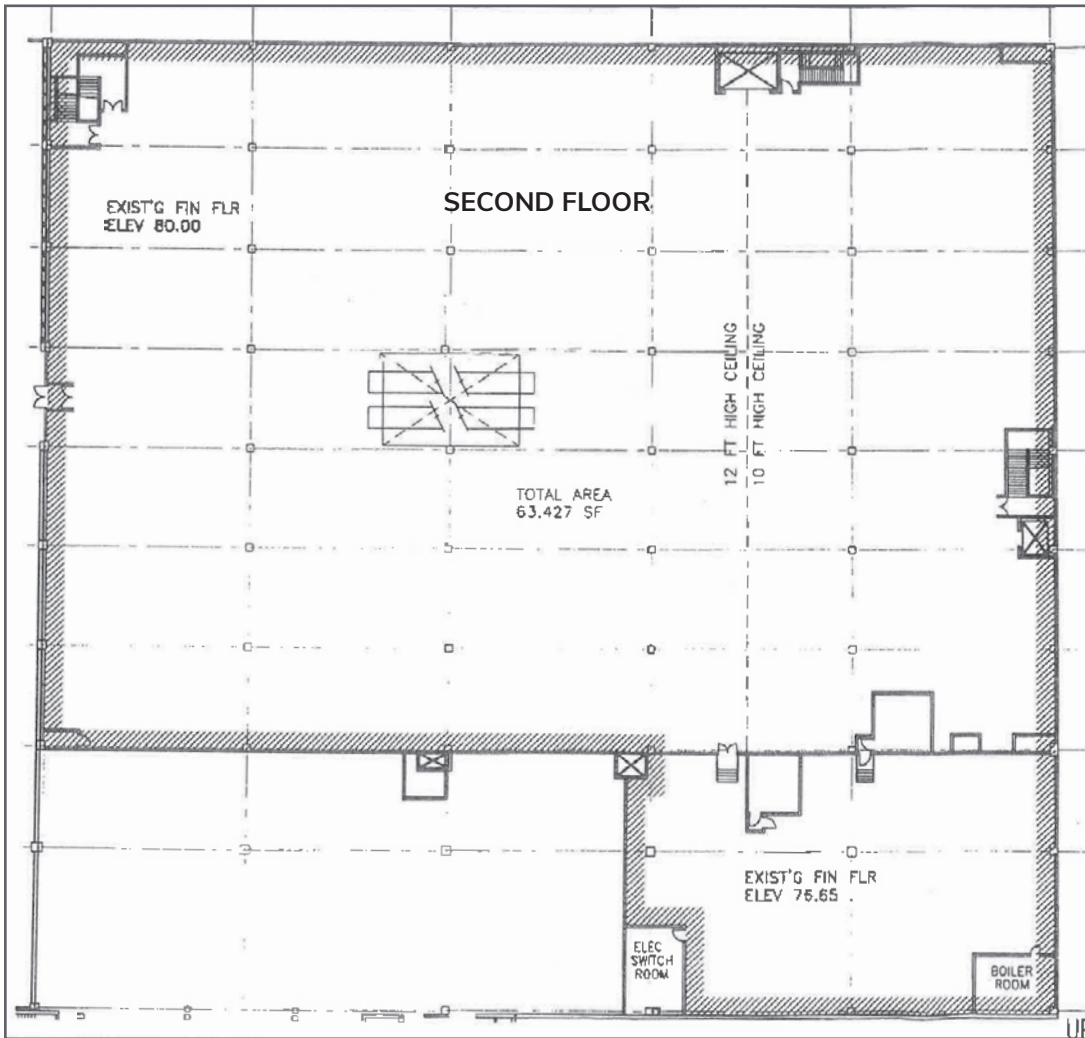 SECOND FLOOR
EXIST'G FIN FLR
ELEV 80.00
12 FT HIGH CEILING
10 FT HIGH CEILING
TOTAL AREA
63.427 SF
EXIST'G FIN FLR
ELEV 76.65
ELEC
SWITCH
ROOM
BOILER
ROOM